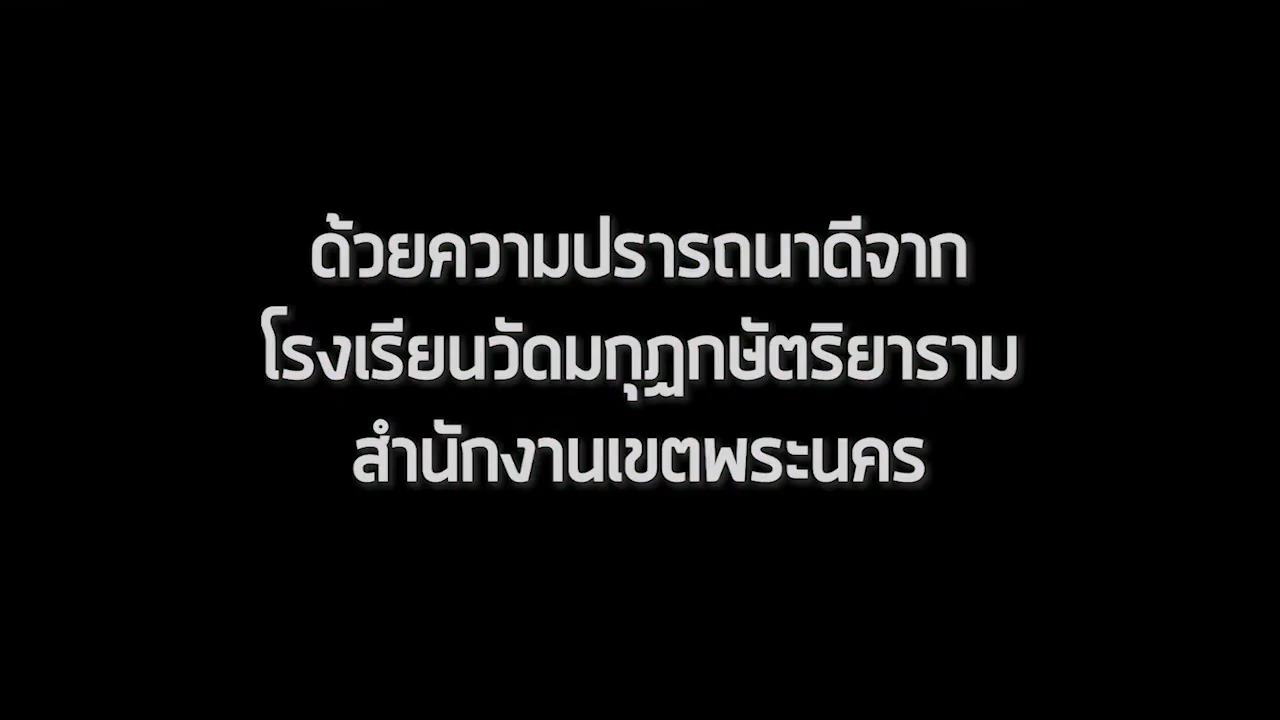 ด้วยความปรารถนาดีจาก
โรงเรียนวัดมกุฏกษัตริยาราม
สำนักงานเขตพระนคร